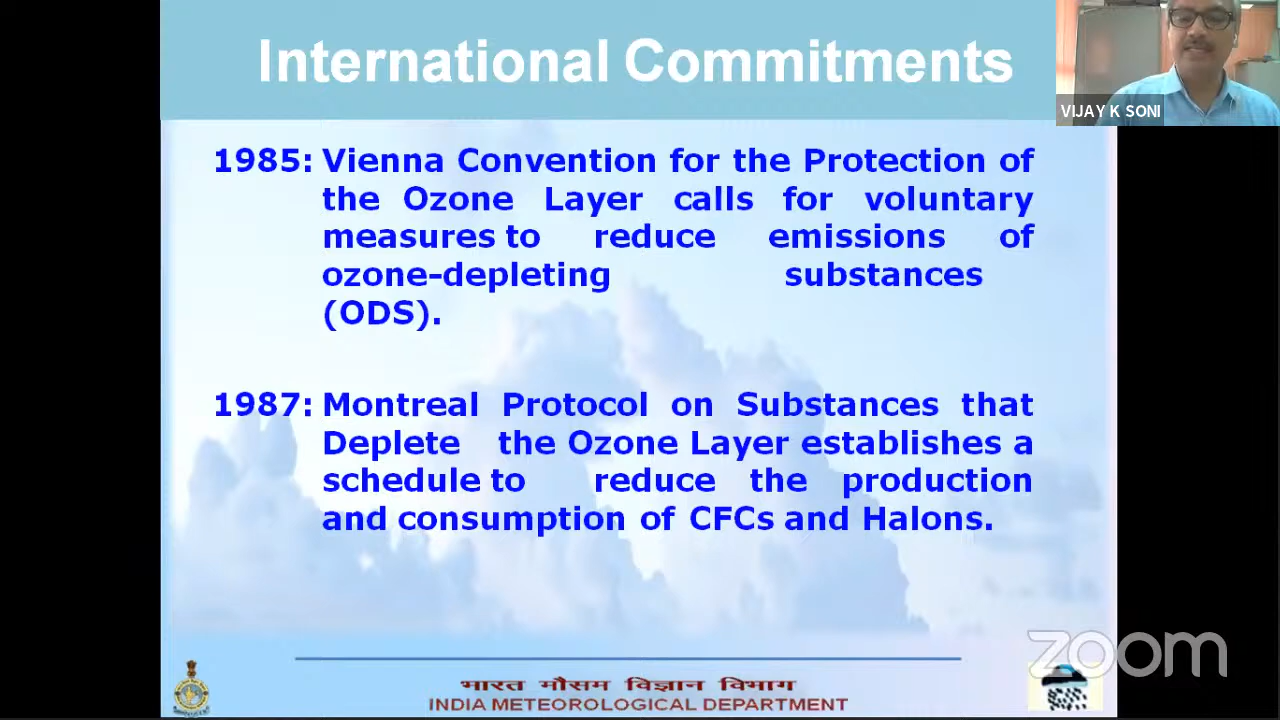 International Commitments
VIJAY K SONI
1985: Vienna Convention for the Protection of
the Ozone Layer calls for voluntary
measures to reduce emissions of
ozone-depleting substances
(ODS).
1987: Montreal Protocol on Substances that
Deplete the Ozone Layer establishes a
schedule to reduce the production
and consumption of CFCs and Halons.
zoom
भारत मौसम विज्ञान विभाग
INDIA METEOROLOGICAL DEPARTMENT